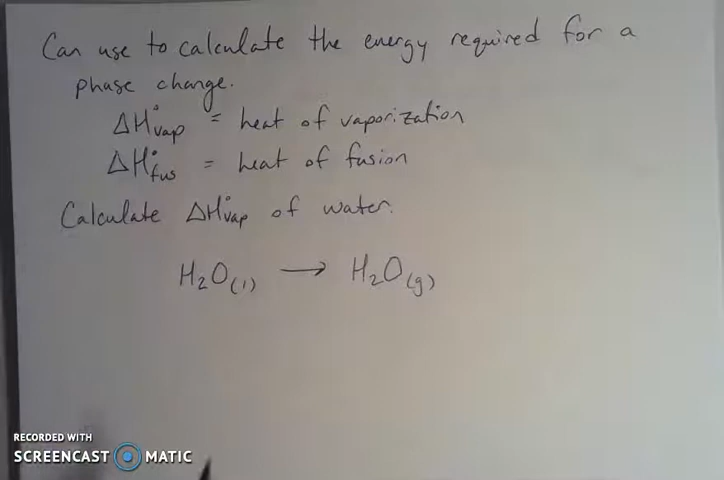 Can use to calculate the energy required for a
phase change.
ΔH°vap = heat of vaporization
ΔH°fus = heat of fusion
Calculate ΔH°vap of water.
H₂O(l) → H₂O(g)
RECORDED WITH
SCREENCAST MATIC